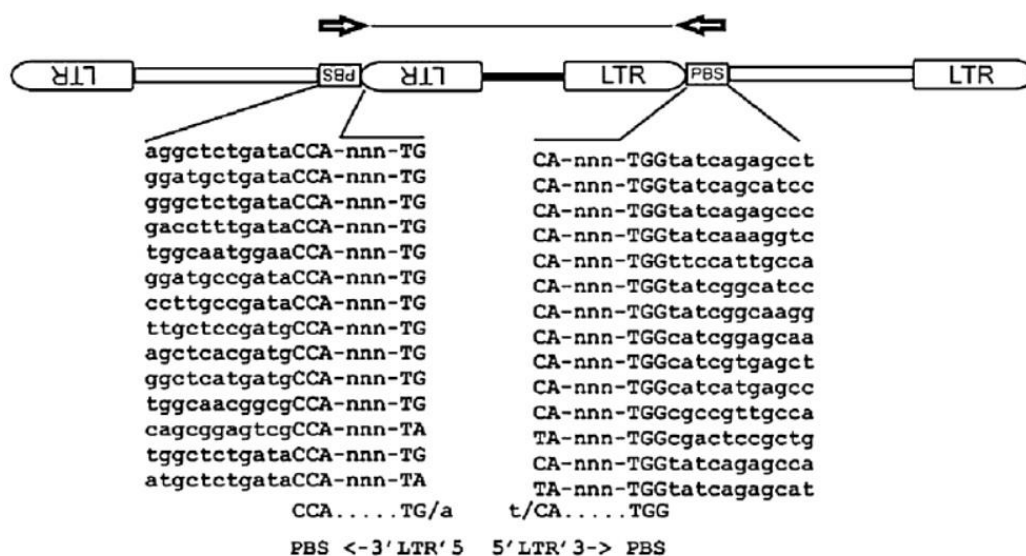 LTR PBS LTR LTR PBS LTR
aggctctgataCCA-nnn-TG
ggatgctgataCCA-nnn-TG
gggctctgataCCA-nnn-TG
gacctttgataCCA-nnn-TG
tggcaatggaaCCA-nnn-TG
ggatgccgataCCA-nnn-TG
ccttgccgataCCA-nnn-TG
ttgctccgatgCCA-nnn-TG
agctcacgatgCCA-nnn-TG
ggctcatgatgCCA-nnn-TG
tggcaacggcgCCA-nnn-TG
cagcggagtcgCCA-nnn-TA
tggctctgataCCA-nnn-TG
atgctctgataCCA-nnn-TA
CA-nnn-TGGtatcagagcct
CA-nnn-TGGtatcagcatcc
CA-nnn-TGGtatcagagccc
CA-nnn-TGGtatcaaaggtc
CA-nnn-TGGttccattgcca
CA-nnn-TGGtatcggcatcc
CA-nnn-TGGtatcggcaagg
CA-nnn-TGGcatcggagcaa
CA-nnn-TGGcatcgtgagct
CA-nnn-TGGcatcatgagcc
CA-nnn-TGGcgccgttgcca
TA-nnn-TGGcgactccgctg
CA-nnn-TGGtatcagagcca
TA-nnn-TGGtatcagagcat
CCA.....TG/a t/CA.....TGG
PBS <-3'LTR'5 5'LTR'3-> PBS